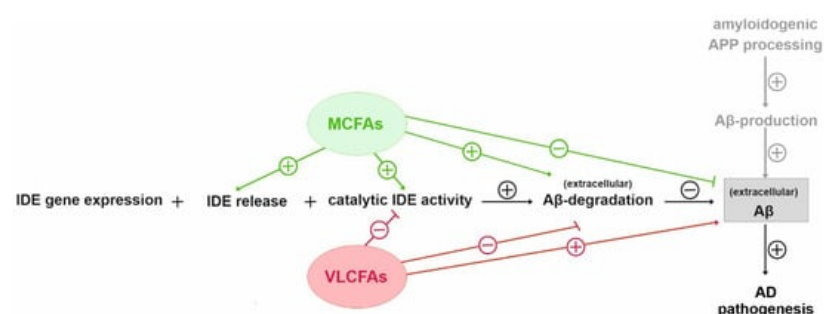 amyloidogenic
APP processing
+
Aβ-production
MCFAs
−
+
+
+
+
IDE gene expression + IDE release + catalytic IDE activity + (extracellular) Aβ-degradation − (extracellular) Aβ
−
−
+
VLCFAs
+
AD
pathogenesis